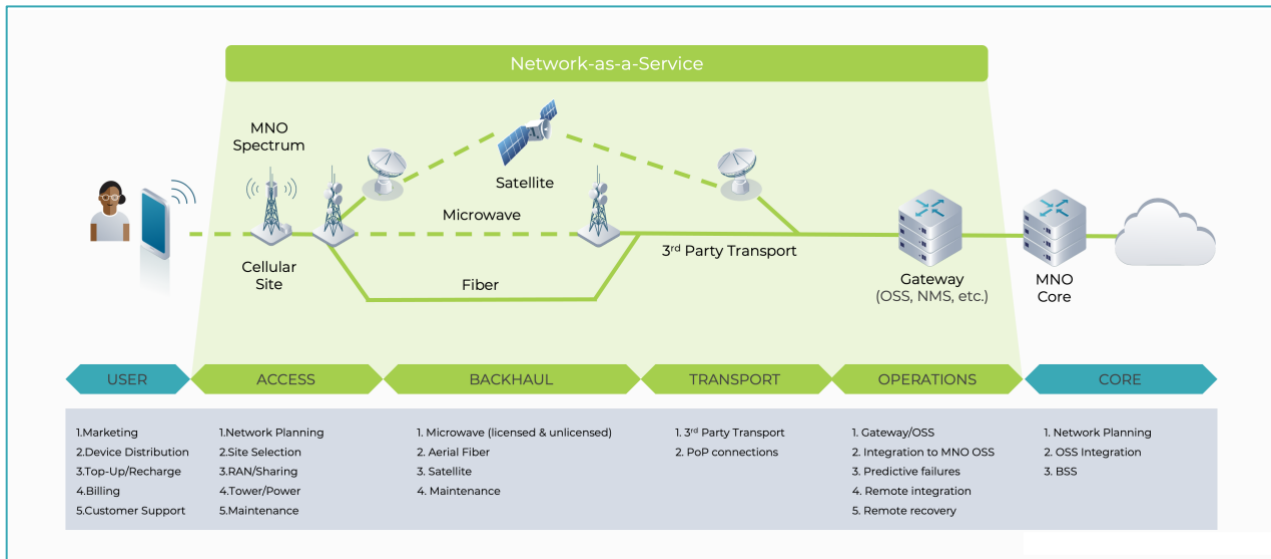 Network-as-a-Service
MNO
Spectrum
Satellite
Microwave
Cellular
Site
Fiber
3rd Party Transport
Gateway
(OSS, NMS, etc.)
MNO
Core
USER
ACCESS
BACKHAUL
TRANSPORT
OPERATIONS
CORE
1.Marketing
2.Device Distribution
3.Top-Up/Recharge
4.Billing
5.Customer Support
1.Network Planning
2.Site Selection
3.RAN/Sharing
4.Tower/Power
5.Maintenance
1. Microwave (licensed & unlicensed)
2. Aerial Fiber
3. Satellite
4. Maintenance
1. 3rd Party Transport
2. PoP connections
1. Gateway/OSS
2. Integration to MNO OSS
3. Predictive failures
4. Remote integration
5. Remote recovery
1. Network Planning
2. OSS Integration
3. BSS